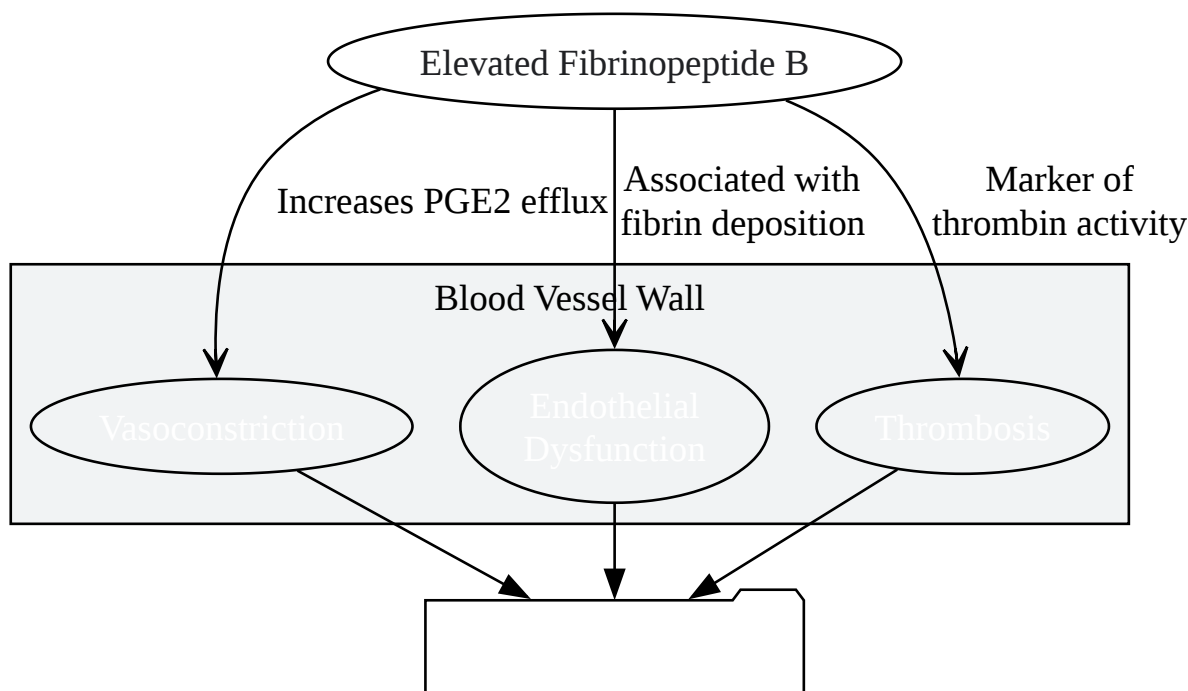 Elevated Fibrinopeptide B
Increases PGE2 efflux
Associated with
fibrin deposition
Marker of
thrombin activity
Blood Vessel Wall
Vasoconstriction
Endothelial
Dysfunction
Thrombosis